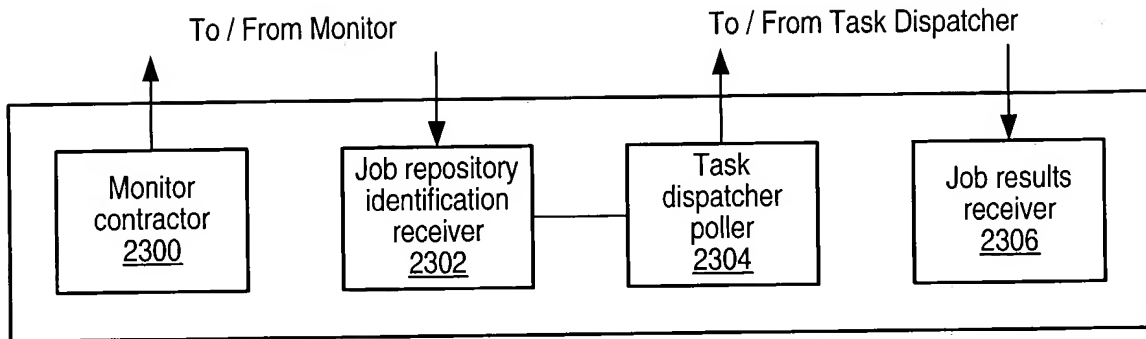 To / From Monitor
To / From Task Dispatcher
Monitor
contractor
2300
Job repository
identification
receiver
2302
Task
dispatcher
poller
2304
Job results
receiver
2306